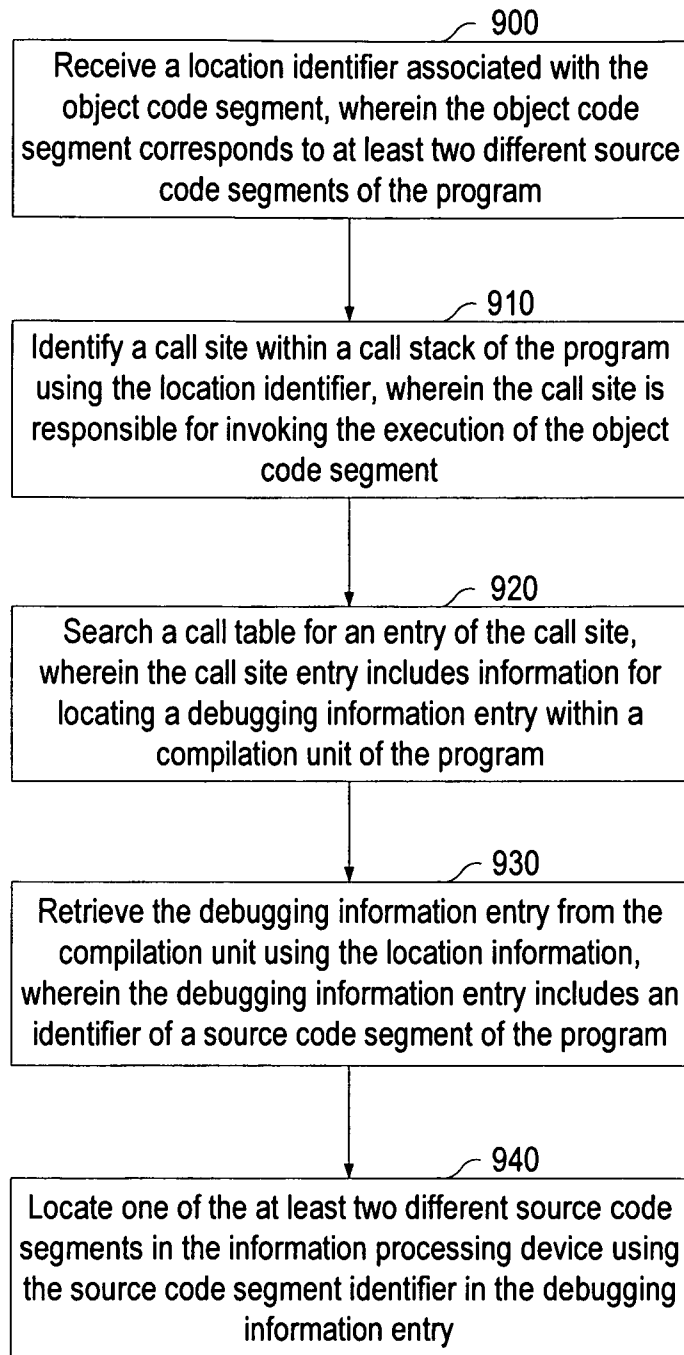 900
Receive a location identifier associated with the
object code segment, wherein the object code
segment corresponds to at least two different source
code segments of the program
910
Identify a call site within a call stack of the program
using the location identifier, wherein the call site is
responsible for invoking the execution of the object
code segment
920
Search a call table for an entry of the call site,
wherein the call site entry includes information for
locating a debugging information entry within a
compilation unit of the program
930
Retrieve the debugging information entry from the
compilation unit using the location information,
wherein the debugging information entry includes an
identifier of a source code segment of the program
940
Locate one of the at least two different source code
segments in the information processing device using
the source code segment identifier in the debugging
information entry